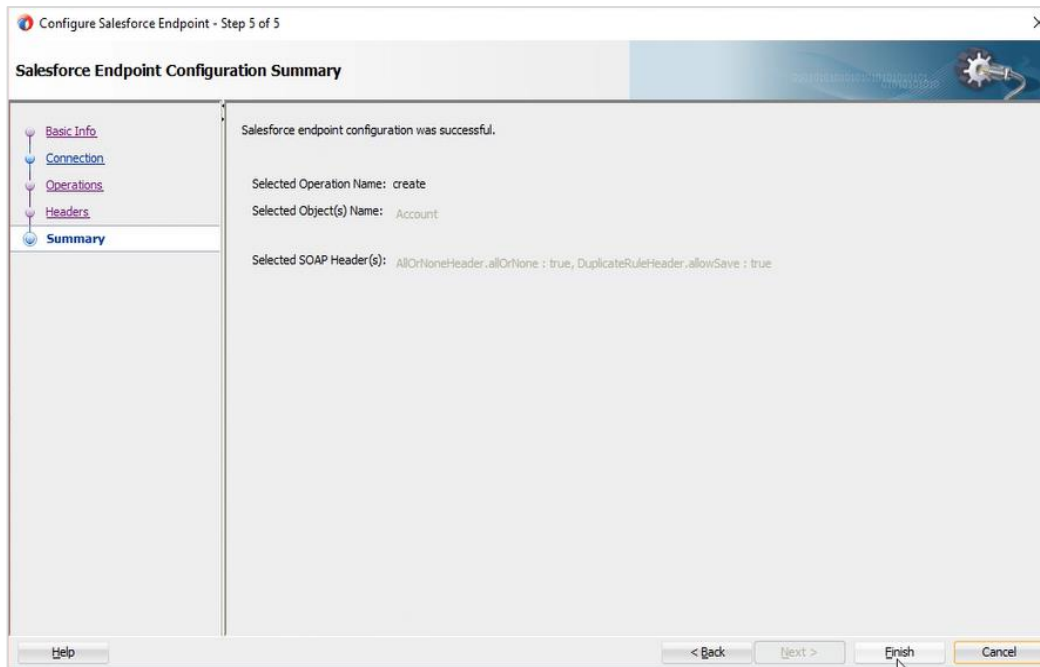 Configure Salesforce Endpoint - Step 5 of 5
Salesforce Endpoint Configuration Summary
Basic Info
Connection
Operations
Headers
Summary
Salesforce endpoint configuration was successful.
Selected Operation Name: create
Selected Object(s) Name: Account
Selected SOAP Header(s): AllOrNoneHeader.allOrNone : true, DuplicateRuleHeader.allowSave : true
Help
< Back
Next >
Finish
Cancel